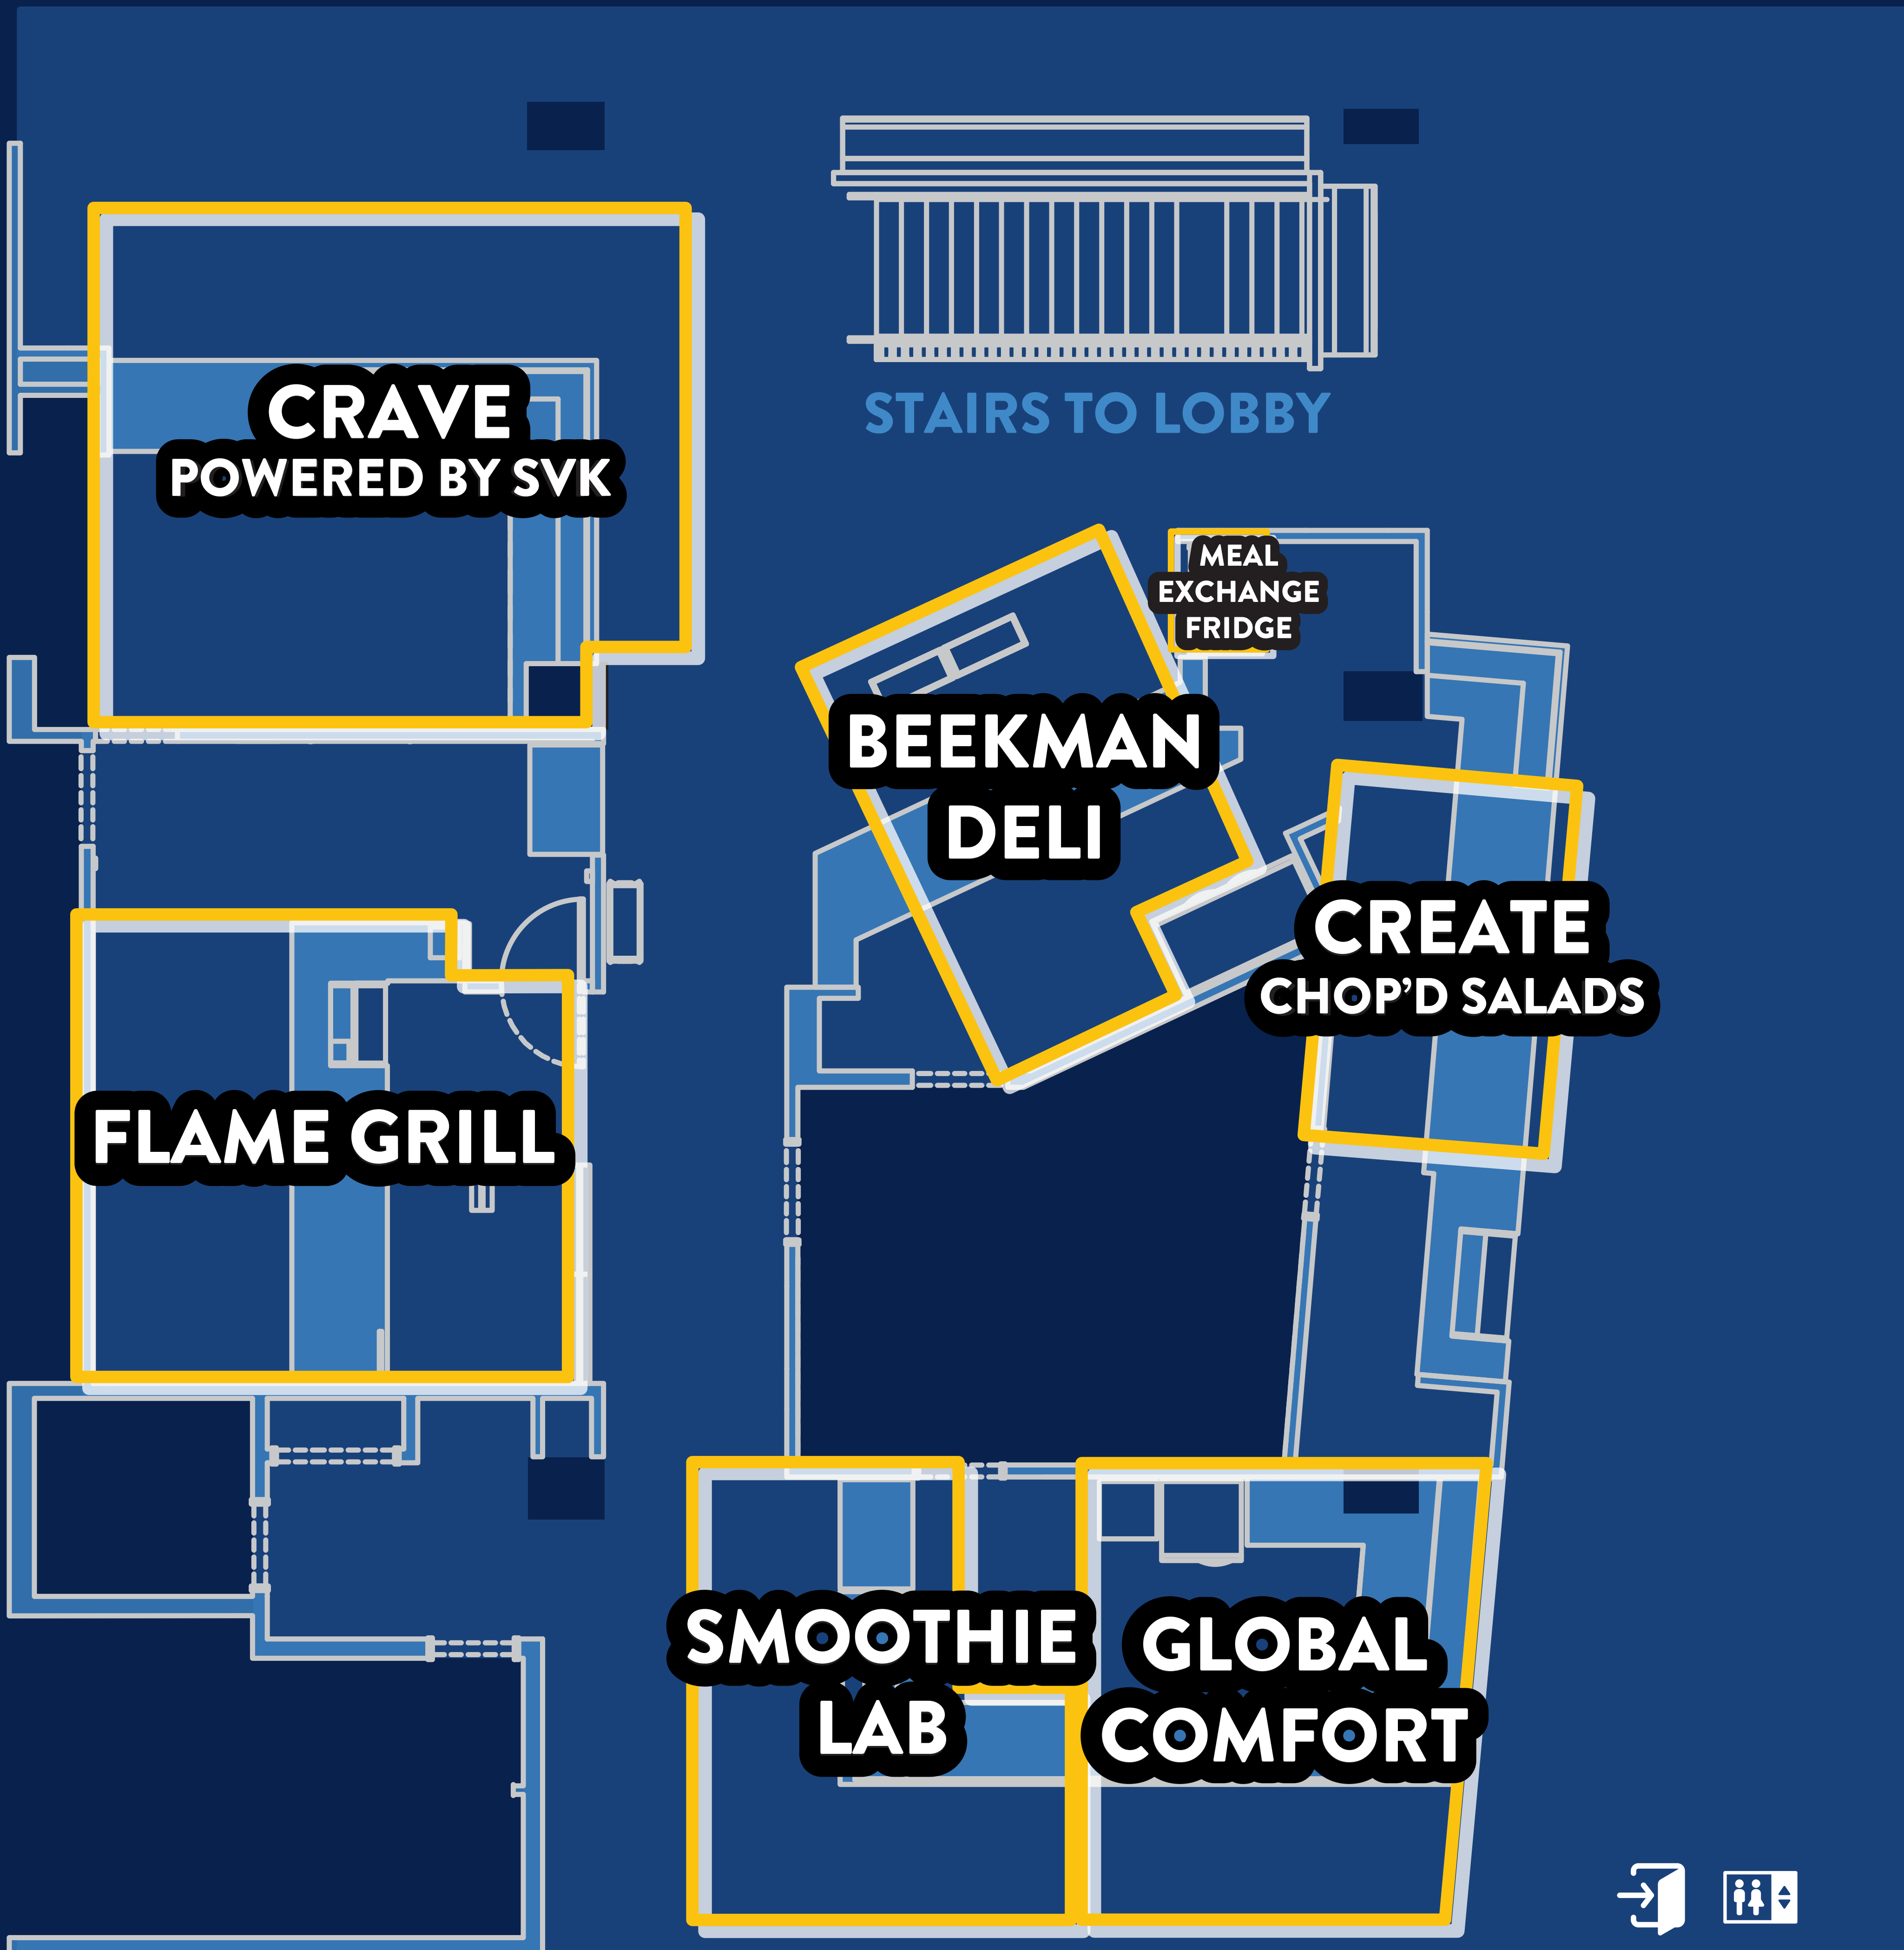 STAIRS TO LOBBY
CRAVE
POWERED BY SVK
MEAL
EXCHANGE
FRIDGE
BEEKMAN
DELI
CREATE
CHOP'D SALADS
FLAME GRILL
SMOOTHIE
LAB
GLOBAL
COMFORT